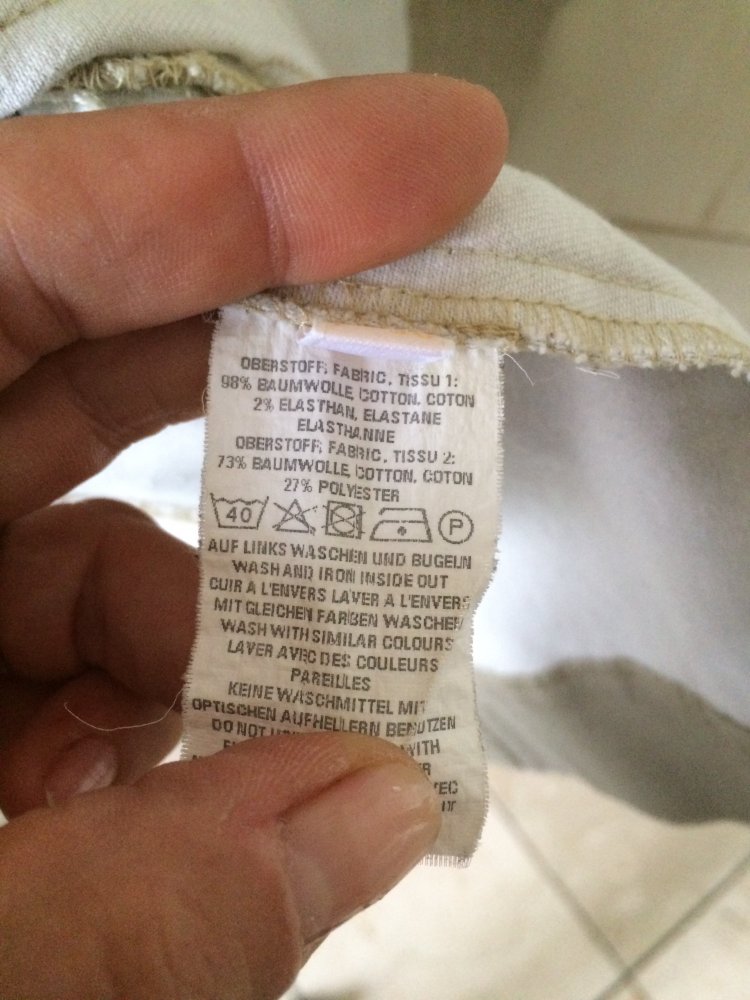 OBERSTOFF, FABRIC, TISSU 1:
98% BAUMWOLLE, COTTON, COTON
2% ELASTHAN, ELASTANE
ELASTHANNE
OBERSTOFF, FABRIC, TISSU 2:
73% BAUMWOLLE, COTTON, COTON
27% POLYESTER
40 P
AUF LINKS WASCHEN UND BUGELN
WASH AND IRON INSIDE OUT
CUIR A L'ENVERS LAVER A L'ENVERS
MIT GLEICHEN FARBEN WASCHEN
WASH WITH SIMILAR COLOURS
LAVER AVEC DES COULEURS
PAREILLES
KEINE WASCHMITTEL MIT
OPTISCHEN AUFHELLERN BENUTZEN
DO NOT WITH